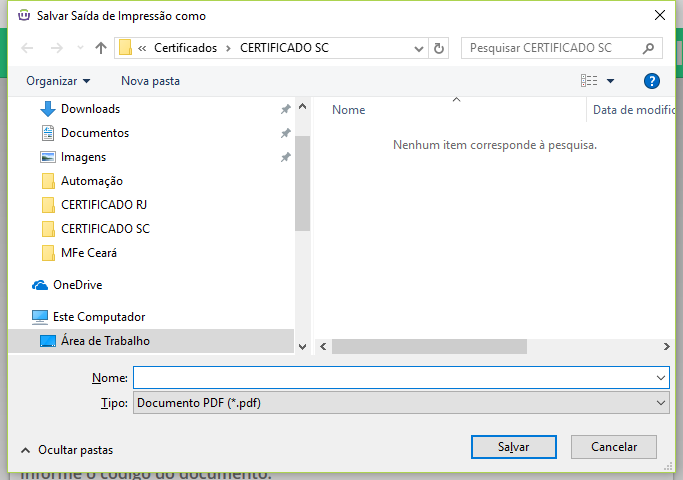 Salvar Saída de Impressão como
« Certificados › CERTIFICADO SC
Pesquisar CERTIFICADO SC
Organizar
Nova pasta
Downloads
Documentos
Imagens
Automação
CERTIFICADO RJ
CERTIFICADO SC
MFe Ceará
OneDrive
Este Computador
Área de Trabalho
Nome
Data de modific
Nenhum item corresponde à pesquisa.
Nome:
Tipo: Documento PDF (*.pdf)
Ocultar pastas
Salvar
Cancelar
Informe o código do documento: